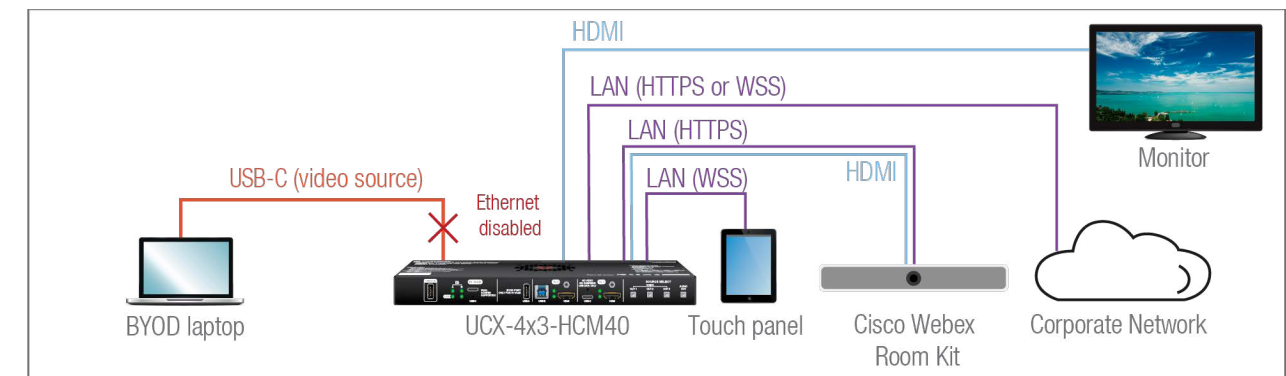 HDMI
LAN (HTTPS or WSS)
LAN (HTTPS)
HDMI
LAN (WSS)
USB-C (video source)
Ethernet
disabled
Monitor
BYOD laptop
UCX-4x3-HCM40
Touch panel
Cisco Webex
Room Kit
Corporate Network